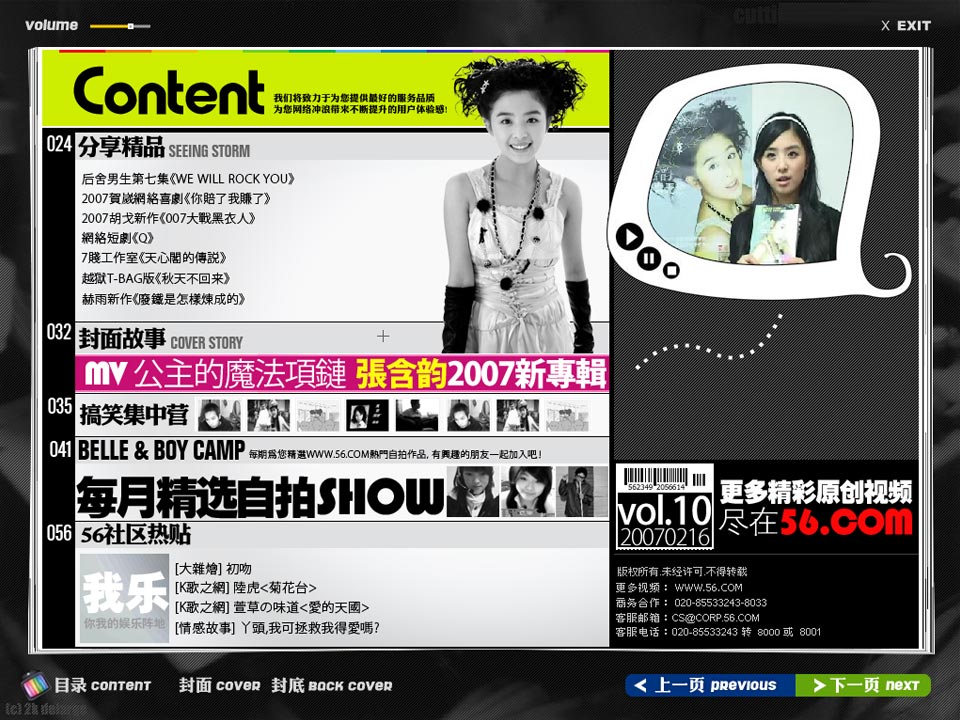 volume
X EXIT
Content
我们将致力于为您提供最好的服务品质
为您网络冲浪带来不断提升的用户体验感!
024 分享精品 SEEING STORM
后舍男生第七集《WE WILL ROCK YOU》
2007賀嵗網絡喜劇《你賠了我賺了》
2007胡戈新作《007大戰黑衣人》
網絡短劇《Q》
7賤工作室《天心閣的傳説》
越獄T-BAG版《秋天不回来》
赫雨新作《廢鐵是怎樣煉成的》
032 封面故事 COVER STORY
MV 公主的魔法項鏈 張含韵2007新專輯
035 搞笑集中营
041 BELLE & BOY CAMP 每期爲您精選WWW.56.COM熱門自拍作品, 有興趣的朋友一起加入吧!
每月精选自拍SHOW
056 56社区热贴
我乐
你我的娱乐阵地
[大雜燴] 初吻
[K歌之網] 陸虎<菊花台>
[K歌之網] 萱草の味道<愛的天國>
[情感故事] 丫頭,我可拯救我得愛嗎?
562349 2056614
vol.10
20070216
更多精彩原创视频
尽在56.COM
版权所有.未经许可.不得转载
更多视频: WWW.56.COM
商务合作: 020-85533243-8033
客服邮箱: CS@CORP.56.COM
客服电话: 020-85533243 转 8000 或 8001
目录 CONTENT 封面 COVER 封底 BACK COVER
上一页 PREVIOUS 下一页 NEXT